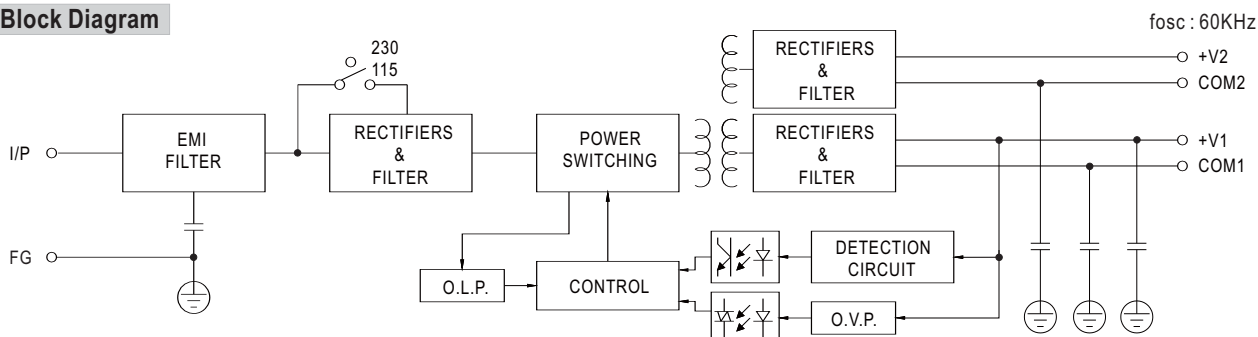 Block Diagram
fosc : 60KHz
230
115
RECTIFIERS
&
FILTER
+V2
COM2
I/P
EMI
FILTER
RECTIFIERS
&
FILTER
POWER
SWITCHING
RECTIFIERS
&
FILTER
+V1
COM1
FG
O.L.P.
CONTROL
DETECTION
CIRCUIT
O.V.P.